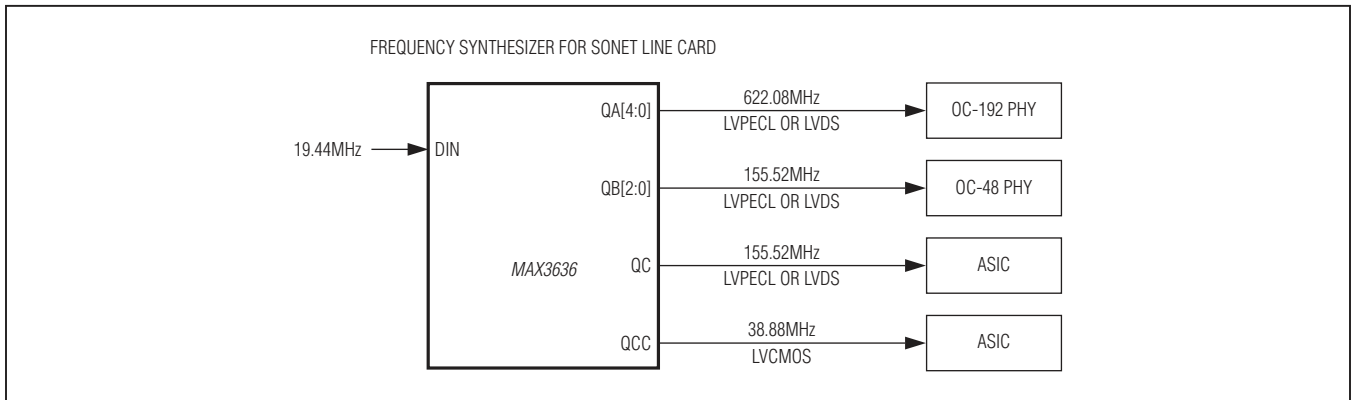 FREQUENCY SYNTHESIZER FOR SONET LINE CARD
19.44MHz
DIN
MAX3636
QA[4:0]
622.08MHz
LVPECL OR LVDS
OC-192 PHY
QB[2:0]
155.52MHz
LVPECL OR LVDS
OC-48 PHY
QC
155.52MHz
LVPECL OR LVDS
ASIC
QCC
38.88MHz
LVCMOS
ASIC